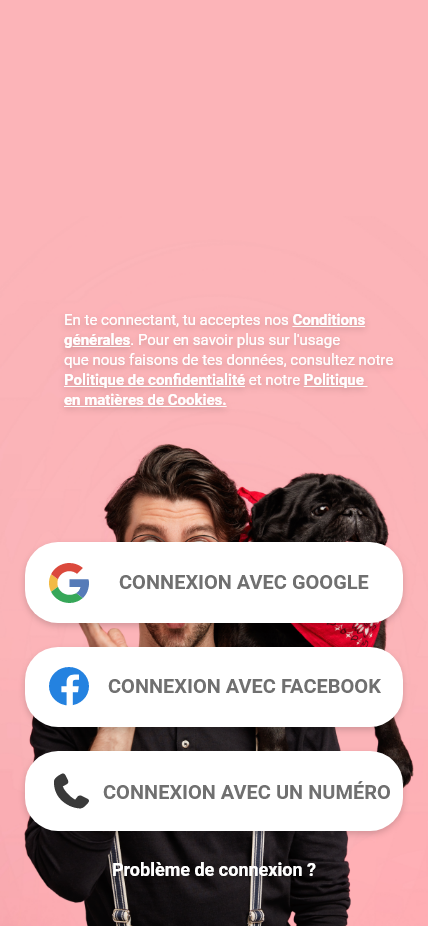 En te connectant, tu acceptes nos Conditions
générales. Pour en savoir plus sur l'usage
que nous faisons de tes données, consultez notre
Politique de confidentialité et notre Politique
en matières de Cookies.
CONNEXION AVEC GOOGLE
CONNEXION AVEC FACEBOOK
CONNEXION AVEC UN NUMÉRO
Problème de connexion ?